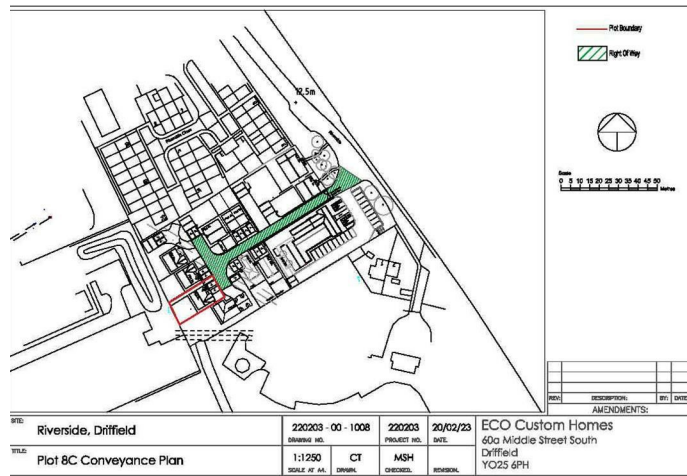 Plot Boundary
Right Of Way
12.5m
Scale
0 5 10 15 20 25 30 35 40 45 50
Metres
REV: DESCRIPTION: BY: DATE:
AMENDMENTS:
SITE:
Riverside, Driffield
TITLE:
Plot 8C Conveyance Plan
220203 - 00 - 1008
DRAWING NO.
220203
PROJECT NO.
20/02/23
DATE.
1:1250
SCALE AT A4.
CT
DRAWN.
MSH
CHECKED.
REVISION.
ECO Custom Homes
60a Middle Street South
Driffield
YO25 6PH